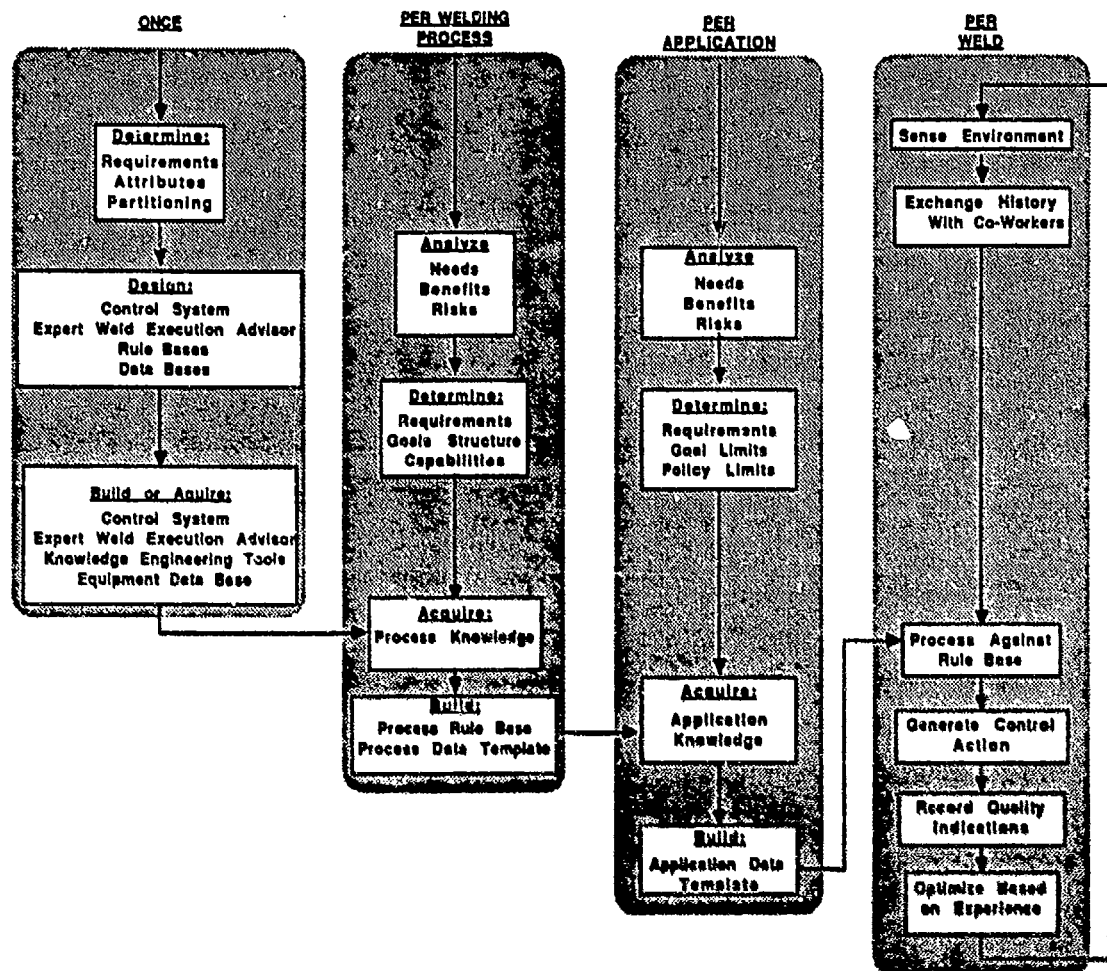 ONCE
Determine:
Requirements
Attributes
Partitioning
Design:
Control System
Expert Weld Execution Advisor
Rule Bases
Data Bases
Build or Aquire:
Control System
Expert Weld Execution Advisor
Knowledge Engineering Tools
Equipment Data Base
PER WELDING
PROCESS
Analyze
Needs
Benefits
Risks
Determine:
Requirements
Goals Structure
Capabilities
Acquire:
Process Knowledge
Build:
Process Rule Base
Process Data Template
PER
APPLICATION
Analyze
Needs
Benefits
Risks
Determine:
Requirements
Goal Limits
Policy Limits
Acquire:
Application
Knowledge
Build:
Application Data
Template
PER
WELD
Sense Environment
Exchange History
With Co-Workers
Process Against
Rule Base
Generate Control
Action
Record Quality
Indications
Optimize Based
on Experience